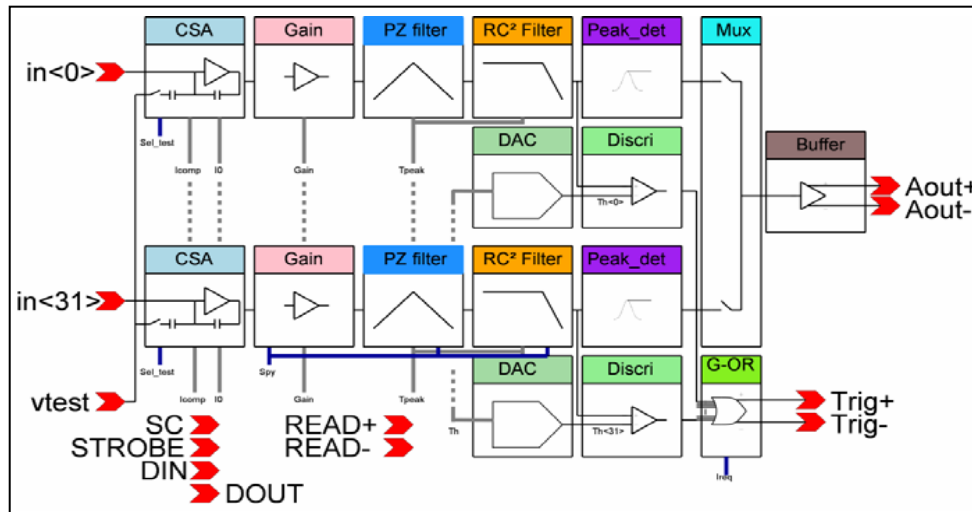 CSA Gain PZ filter RC² Filter Peak_det Mux
in<0>
Sel_test
DAC Discri
Buffer
Icomp I0 Gain Tpeak
Th<0>
Aout+
Aout-
CSA Gain PZ filter RC² Filter Peak_det
in<31>
Sel_test Spy
DAC Discri G-OR
vtest
Icomp I0 Gain Tpeak
Trig+
Th Th<31>
Trig-
SC READ+
STROBE READ-
DIN
Ireq
DOUT